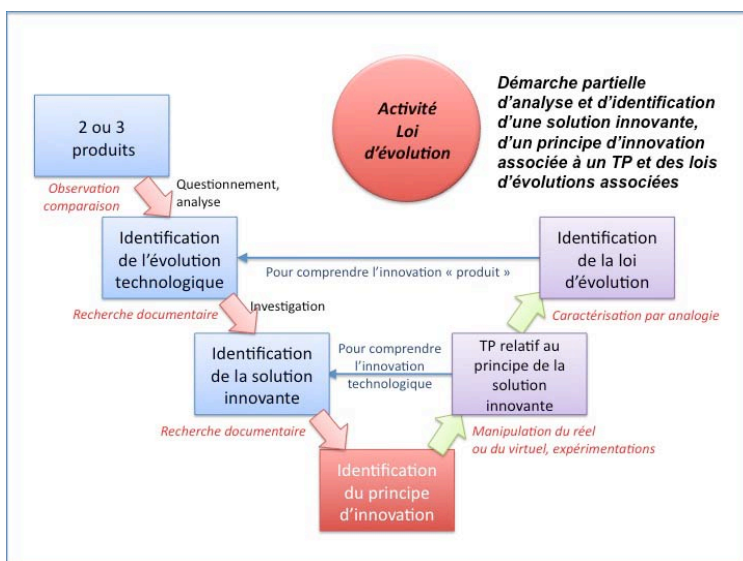 Activité
Loi
d'évolution
Démarche partielle
d'analyse et d'identification
d'une solution innovante,
d'un principe d'innovation
associée à un TP et des lois
d'évolutions associées
2 ou 3
produits
Observation
comparaison
Questionnement,
analyse
Identification
de l'évolution
technologique
Pour comprendre l'innovation « produit »
Identification
de la loi
d'évolution
Recherche documentaire
Investigation
Caractérisation par analogie
Identification
de la solution
innovante
Pour comprendre
l'innovation
technologique
TP relatif au
principe de la
solution
innovante
Recherche documentaire
Manipulation du réel
ou du virtuel, expérimentations
Identification
du principe
d'innovation